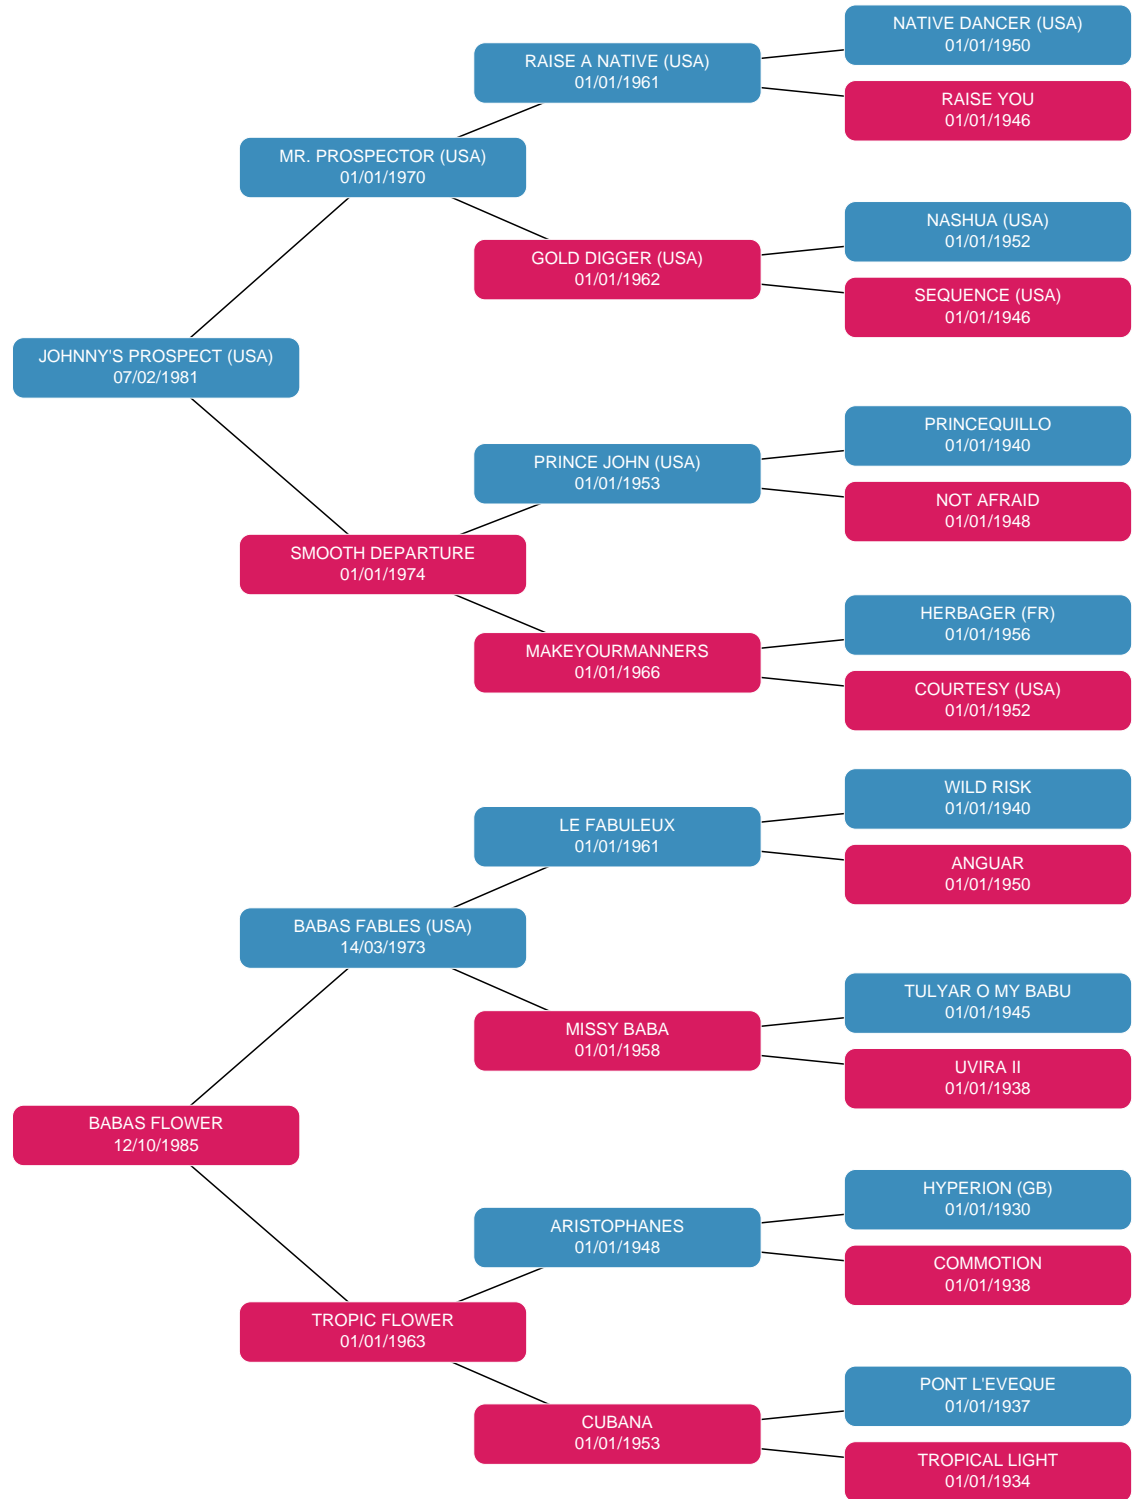 NATIVE DANCER (USA)
01/01/1950
RAISE A NATIVE (USA)
01/01/1961
RAISE YOU
01/01/1946
MR. PROSPECTOR (USA)
01/01/1970
NASHUA (USA)
01/01/1952
GOLD DIGGER (USA)
01/01/1962
SEQUENCE (USA)
01/01/1946
JOHNNY'S PROSPECT (USA)
07/02/1981
PRINCEQUILLO
01/01/1940
PRINCE JOHN (USA)
01/01/1953
NOT AFRAID
01/01/1948
SMOOTH DEPARTURE
01/01/1974
HERBAGER (FR)
01/01/1956
MAKEYOURMANNERS
01/01/1966
COURTESY (USA)
01/01/1952
WILD RISK
01/01/1940
LE FABULEUX
01/01/1961
ANGUAR
01/01/1950
BABAS FABLES (USA)
14/03/1973
TULYAR O MY BABU
01/01/1945
MISSY BABA
01/01/1958
UVIRA II
01/01/1938
BABAS FLOWER
12/10/1985
HYPERION (GB)
01/01/1930
ARISTOPHANES
01/01/1948
COMMOTION
01/01/1938
TROPIC FLOWER
01/01/1963
PONT L'EVEQUE
01/01/1937
CUBANA
01/01/1953
TROPICAL LIGHT
01/01/1934